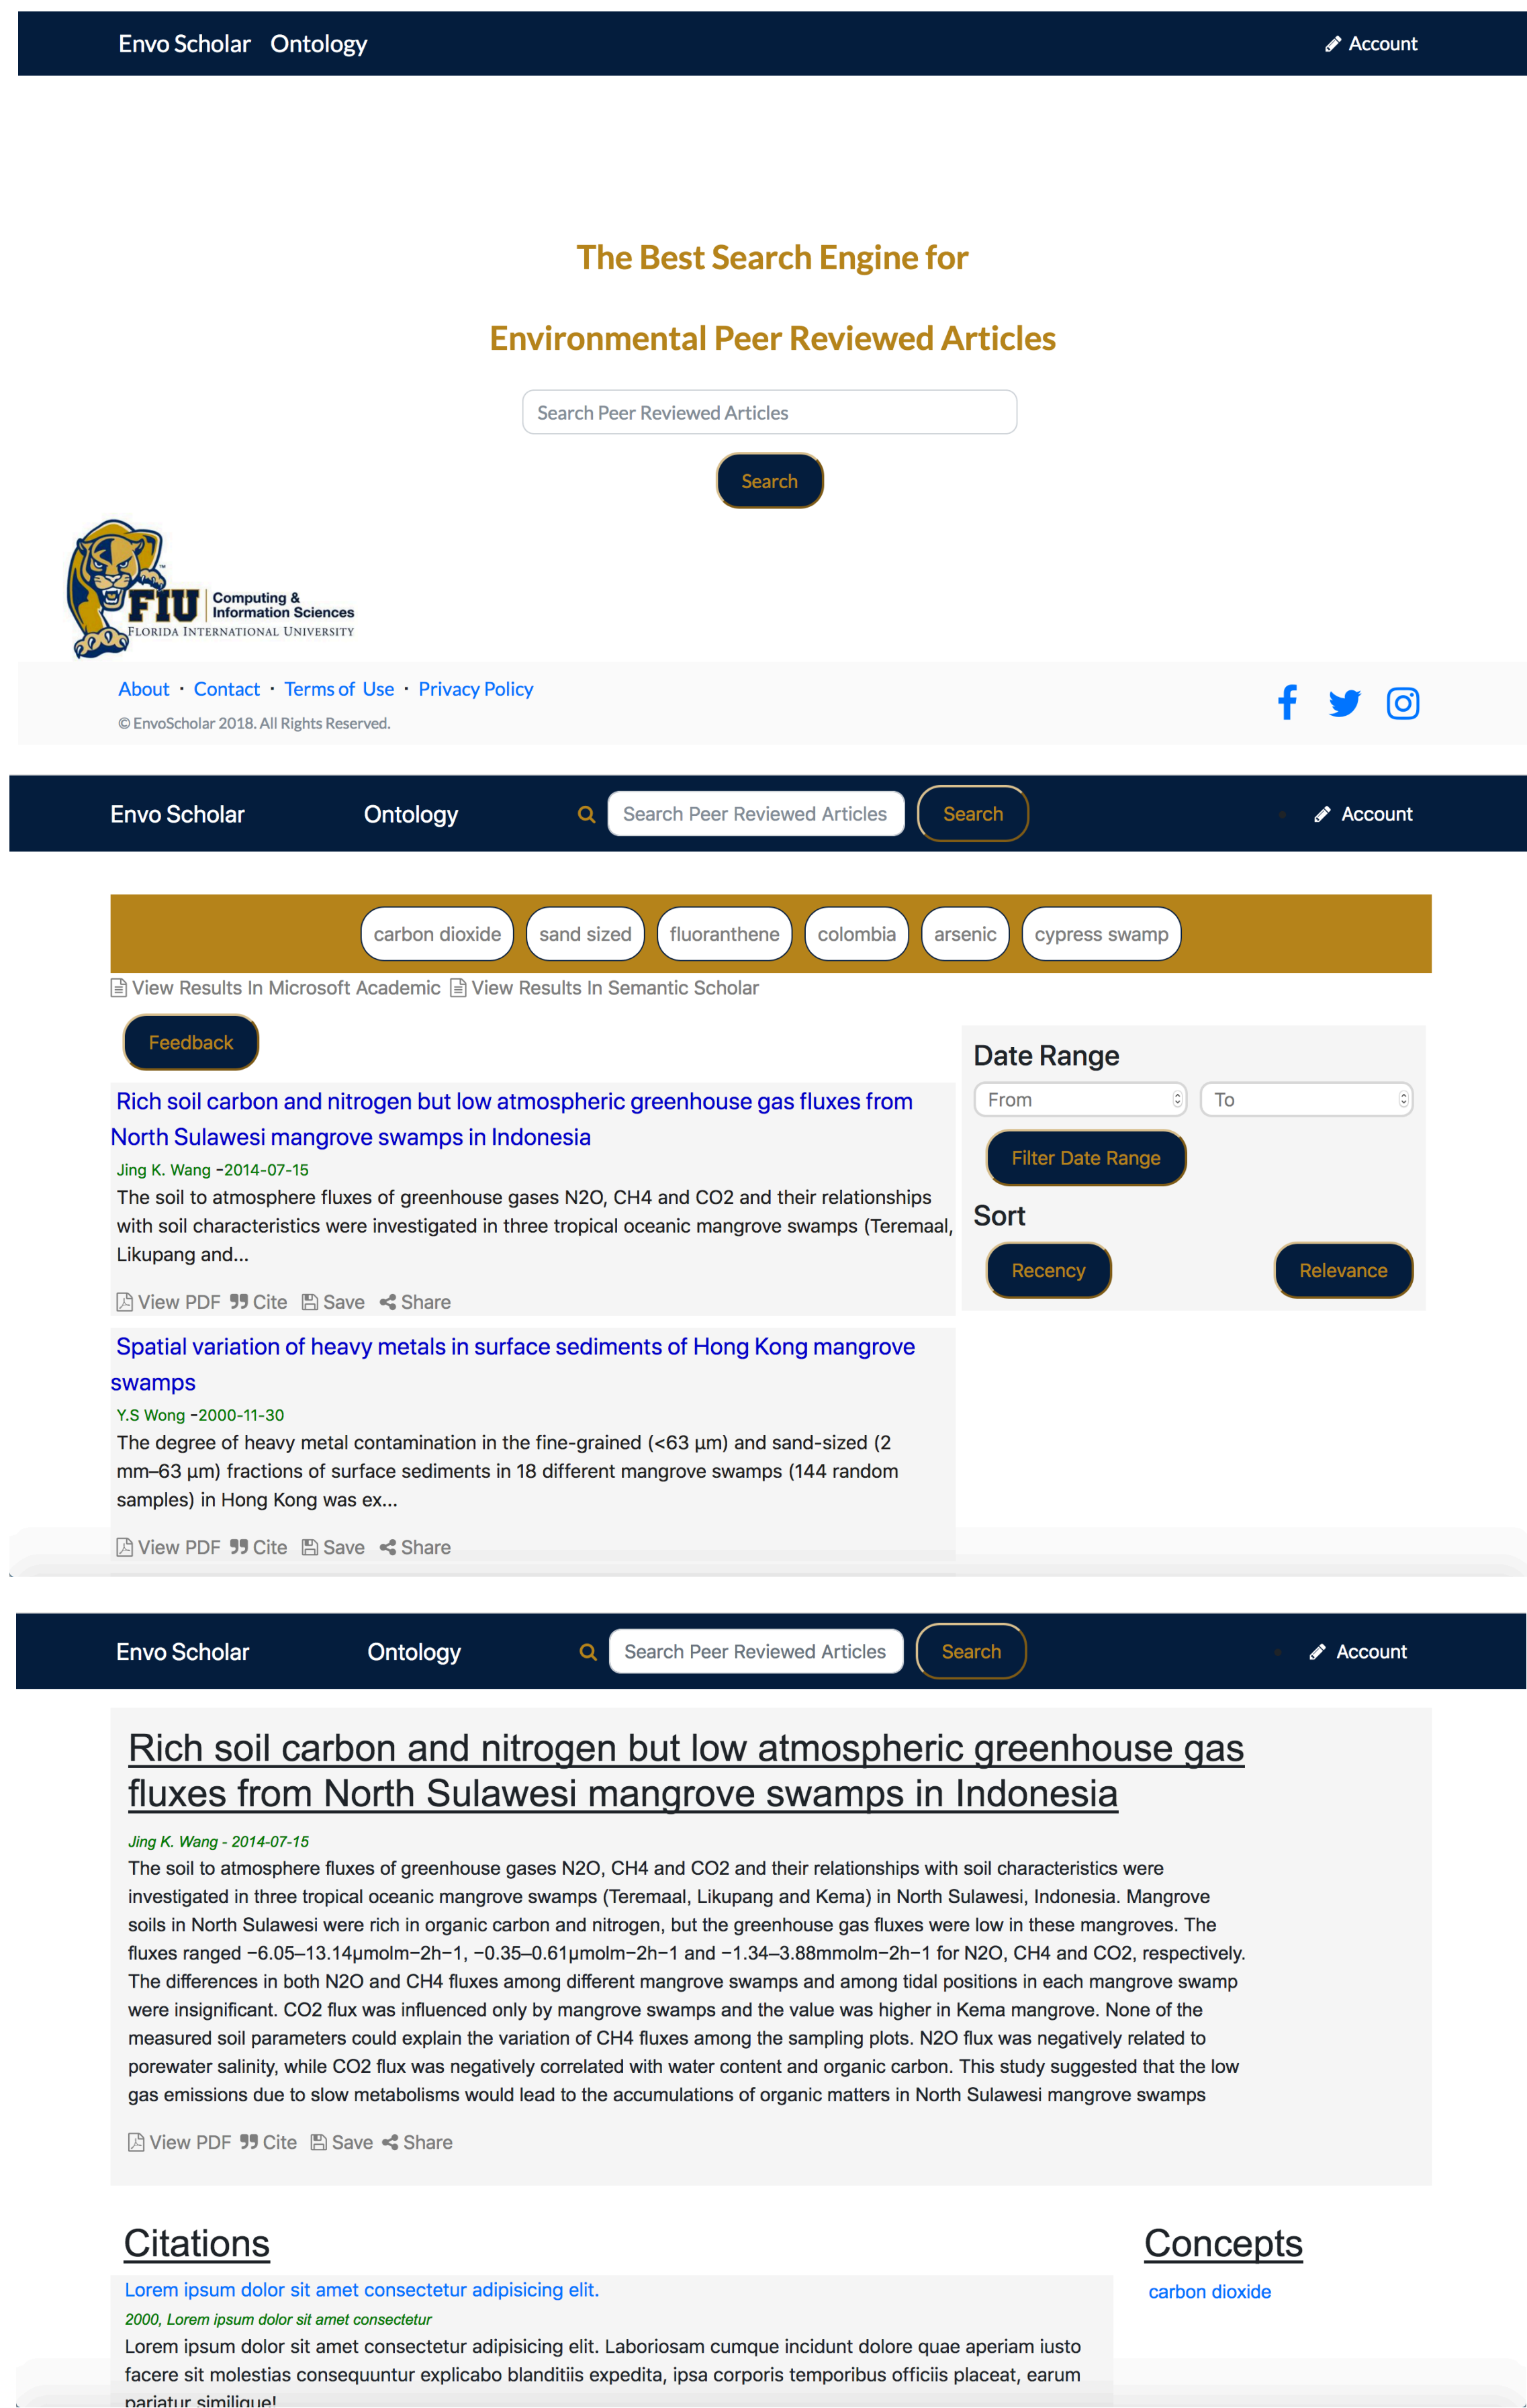 Envo Scholar Ontology Account
The Best Search Engine for
Environmental Peer Reviewed Articles
Search Peer Reviewed Articles
Search
FIU Computing &
Information Sciences
FLORIDA INTERNATIONAL UNIVERSITY
™
About · Contact · Terms of Use · Privacy Policy
© EnvoScholar 2018. All Rights Reserved.
Envo Scholar Ontology Search Peer Reviewed Articles Search Account
carbon dioxide sand sized fluoranthene colombia arsenic cypress swamp
View Results In Microsoft Academic View Results In Semantic Scholar
Feedback
Rich soil carbon and nitrogen but low atmospheric greenhouse gas fluxes from
North Sulawesi mangrove swamps in Indonesia
Jing K. Wang -2014-07-15
The soil to atmosphere fluxes of greenhouse gases N2O, CH4 and CO2 and their relationships
with soil characteristics were investigated in three tropical oceanic mangrove swamps (Teremaal,
Likupang and...
View PDF Cite Save Share
Date Range
From To
Filter Date Range
Sort
Recency Relevance
Spatial variation of heavy metals in surface sediments of Hong Kong mangrove
swamps
Y.S Wong -2000-11-30
The degree of heavy metal contamination in the fine-grained (<63 μm) and sand-sized (2
mm–63 μm) fractions of surface sediments in 18 different mangrove swamps (144 random
samples) in Hong Kong was ex...
View PDF Cite Save Share
Envo Scholar Ontology Search Peer Reviewed Articles Search Account
Rich soil carbon and nitrogen but low atmospheric greenhouse gas
fluxes from North Sulawesi mangrove swamps in Indonesia
Jing K. Wang - 2014-07-15
The soil to atmosphere fluxes of greenhouse gases N2O, CH4 and CO2 and their relationships with soil characteristics were
investigated in three tropical oceanic mangrove swamps (Teremaal, Likupang and Kema) in North Sulawesi, Indonesia. Mangrove
soils in North Sulawesi were rich in organic carbon and nitrogen, but the greenhouse gas fluxes were low in these mangroves. The
fluxes ranged −6.05–13.14μmolm−2h−1, −0.35–0.61μmolm−2h−1 and −1.34–3.88mmolm−2h−1 for N2O, CH4 and CO2, respectively.
The differences in both N2O and CH4 fluxes among different mangrove swamps and among tidal positions in each mangrove swamp
were insignificant. CO2 flux was influenced only by mangrove swamps and the value was higher in Kema mangrove. None of the
measured soil parameters could explain the variation of CH4 fluxes among the sampling plots. N2O flux was negatively related to
porewater salinity, while CO2 flux was negatively correlated with water content and organic carbon. This study suggested that the low
gas emissions due to slow metabolisms would lead to the accumulations of organic matters in North Sulawesi mangrove swamps
View PDF Cite Save Share
Citations
Lorem ipsum dolor sit amet consectetur adipisicing elit.
2000, Lorem ipsum dolor sit amet consectetur
Lorem ipsum dolor sit amet consectetur adipisicing elit. Laboriosam cumque incidunt dolore quae aperiam iusto
facere sit molestias consequuntur explicabo blanditiis expedita, ipsa corporis temporibus officiis placeat, earum
pariatur similique!
Concepts
carbon dioxide